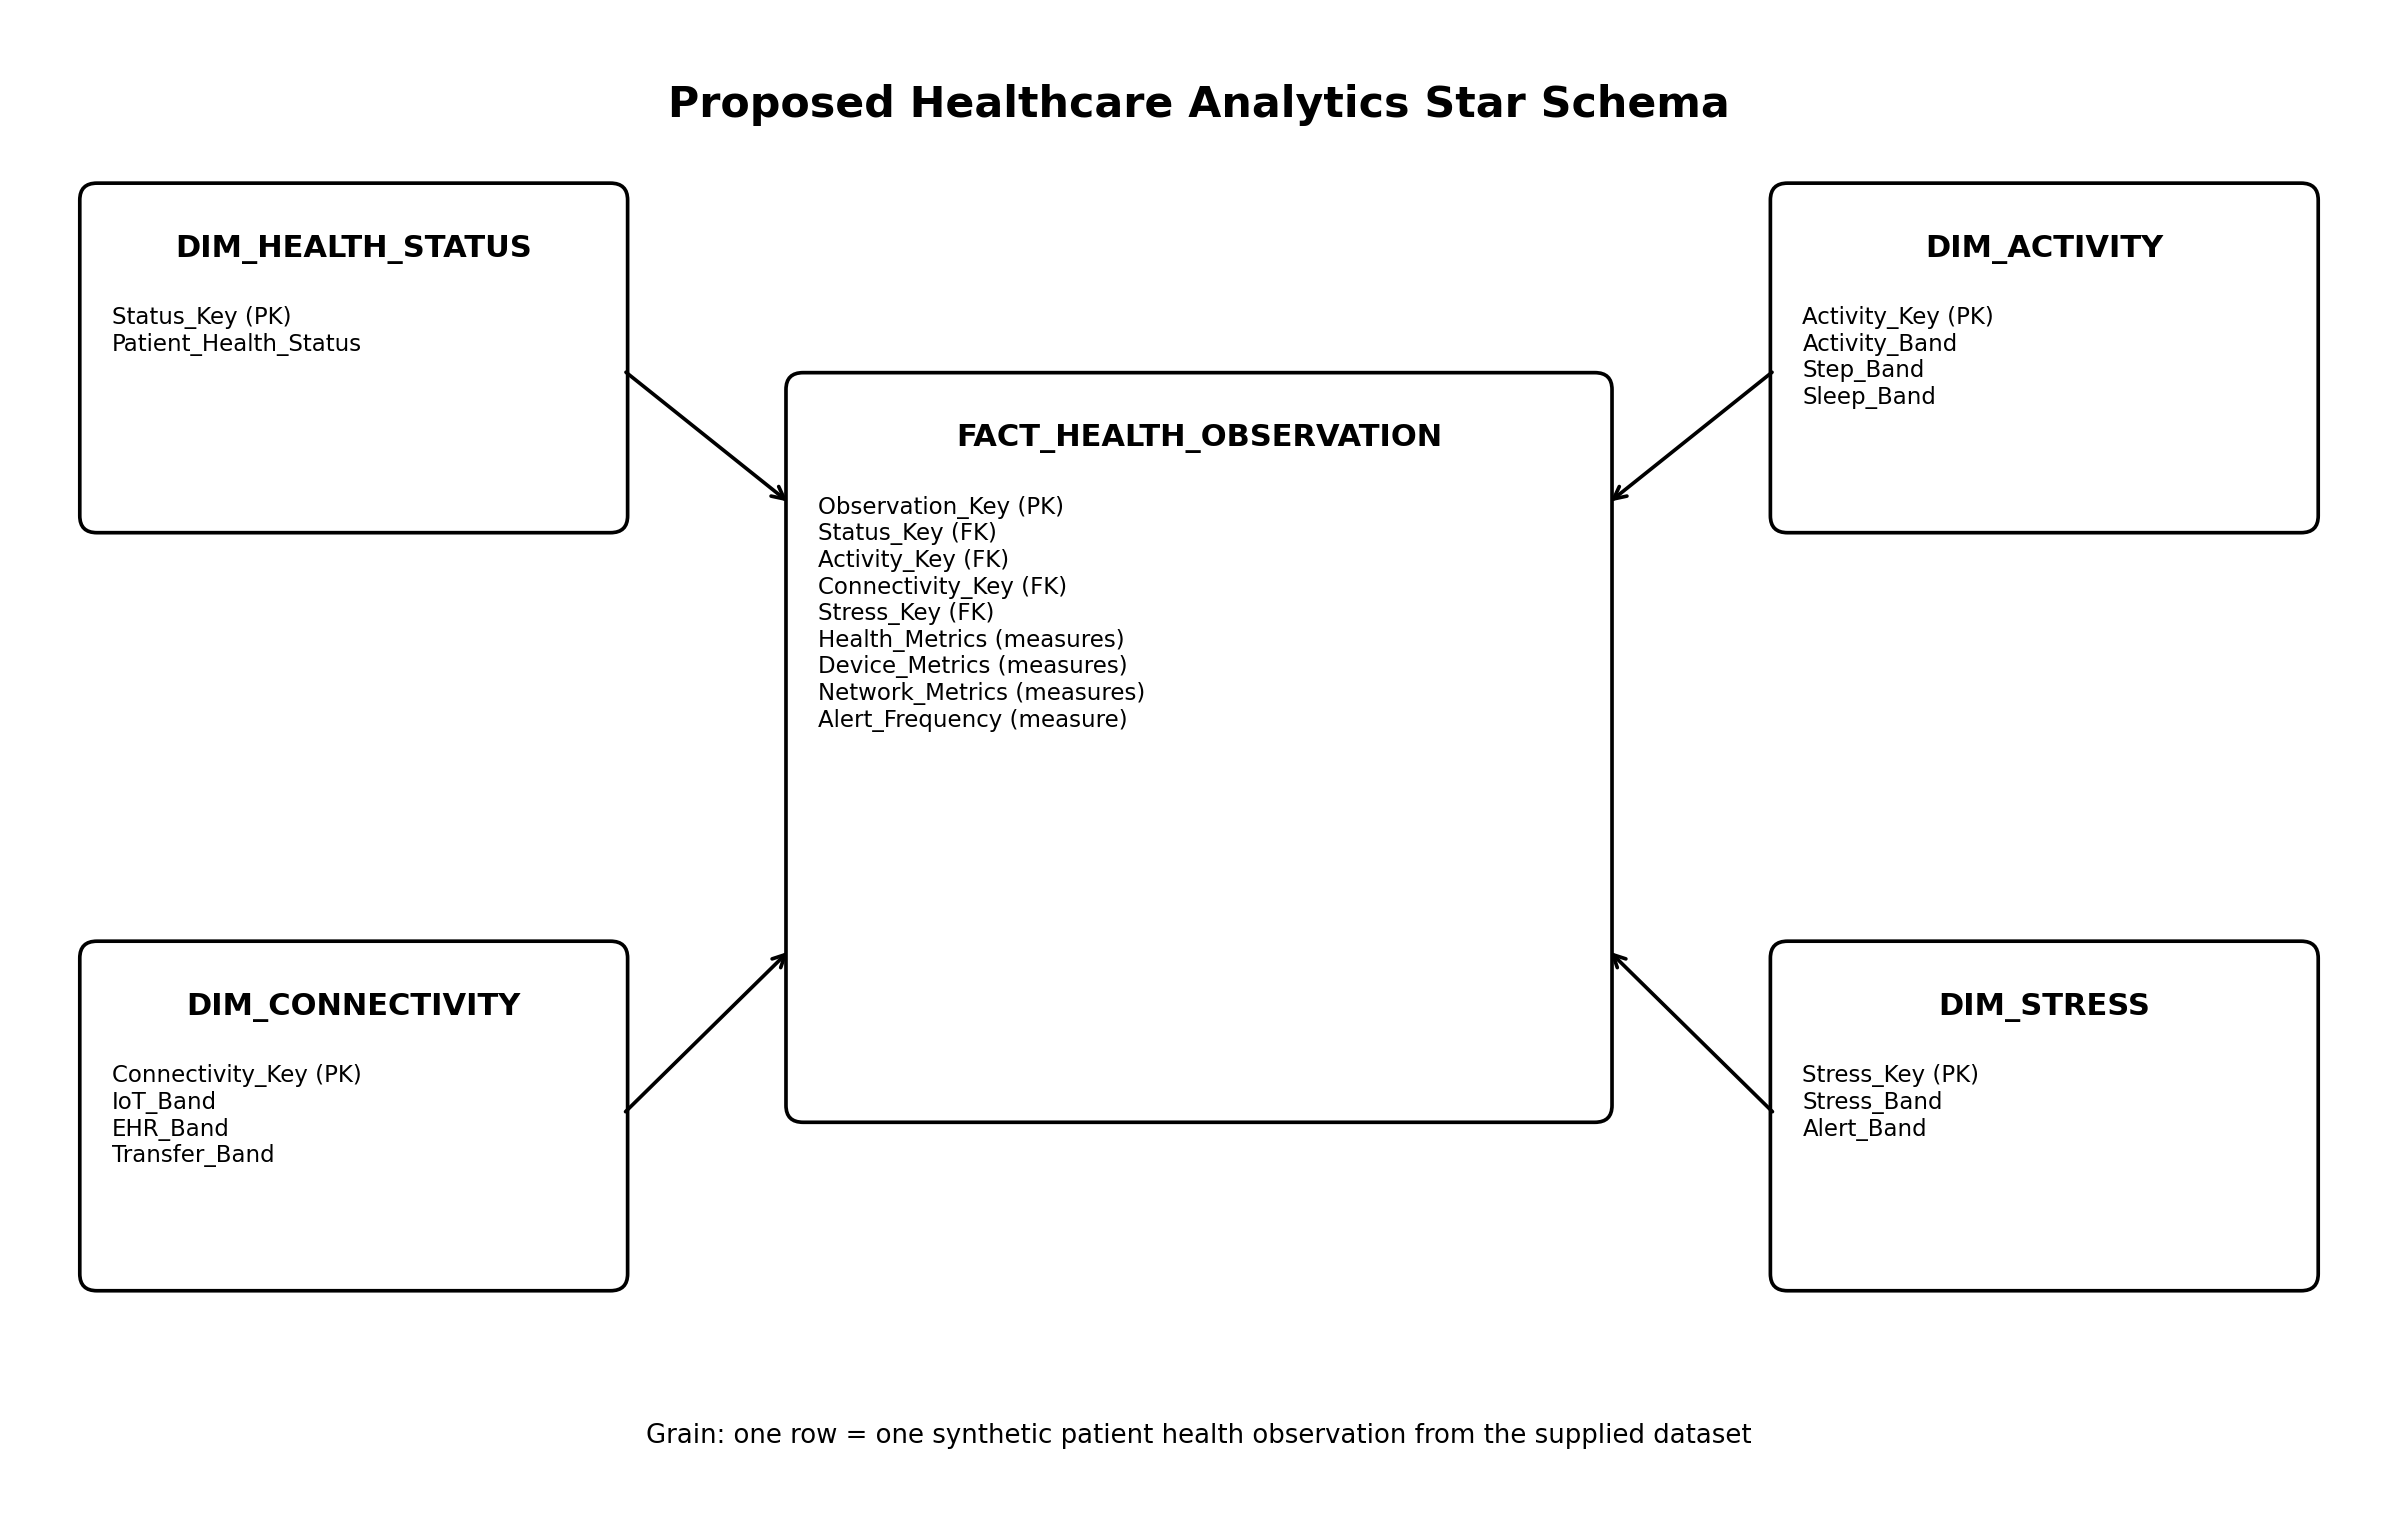 Proposed Healthcare Analytics Star Schema
DIM_HEALTH_STATUS
Status_Key (PK)
Patient_Health_Status
DIM_ACTIVITY
Activity_Key (PK)
Activity_Band
Step_Band
Sleep_Band
FACT_HEALTH_OBSERVATION
Observation_Key (PK)
Status_Key (FK)
Activity_Key (FK)
Connectivity_Key (FK)
Stress_Key (FK)
Health_Metrics (measures)
Device_Metrics (measures)
Network_Metrics (measures)
Alert_Frequency (measure)
DIM_CONNECTIVITY
Connectivity_Key (PK)
IoT_Band
EHR_Band
Transfer_Band
DIM_STRESS
Stress_Key (PK)
Stress_Band
Alert_Band
Grain: one row = one synthetic patient health observation from the supplied dataset